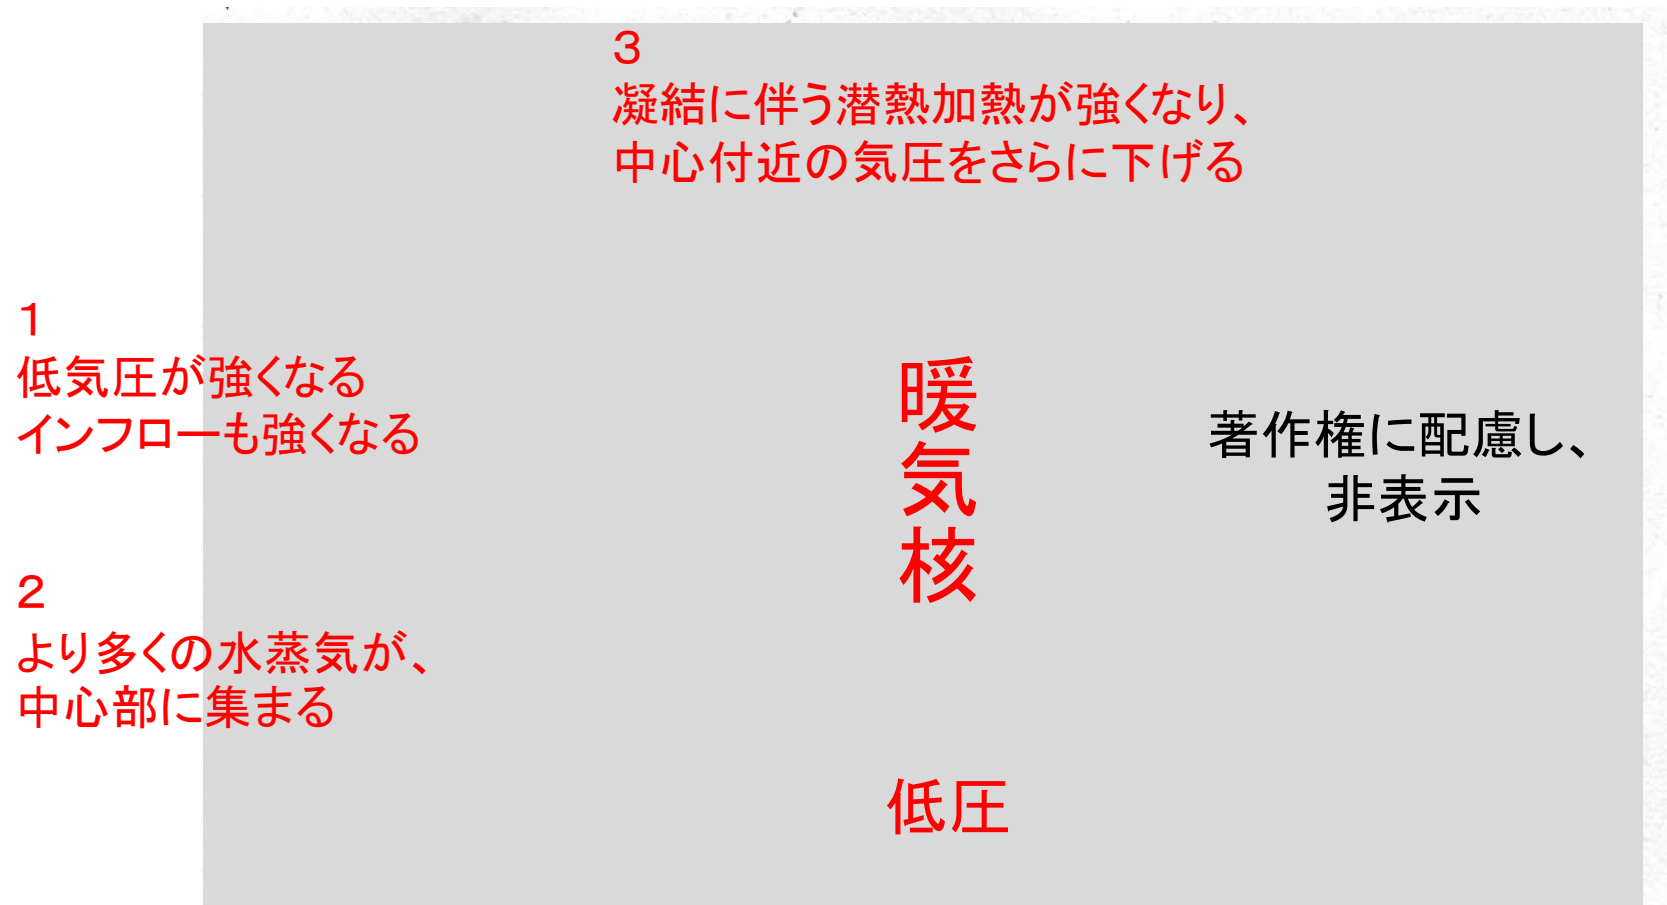 3
凝結に伴う潜熱加熱が強くなり、
中心付近の気圧をさらに下げる
1
低気圧が強くなる
インフローも強くなる
暖気核
著作権に配慮し、
非表示
2
より多くの水蒸気が、
中心部に集まる
低圧